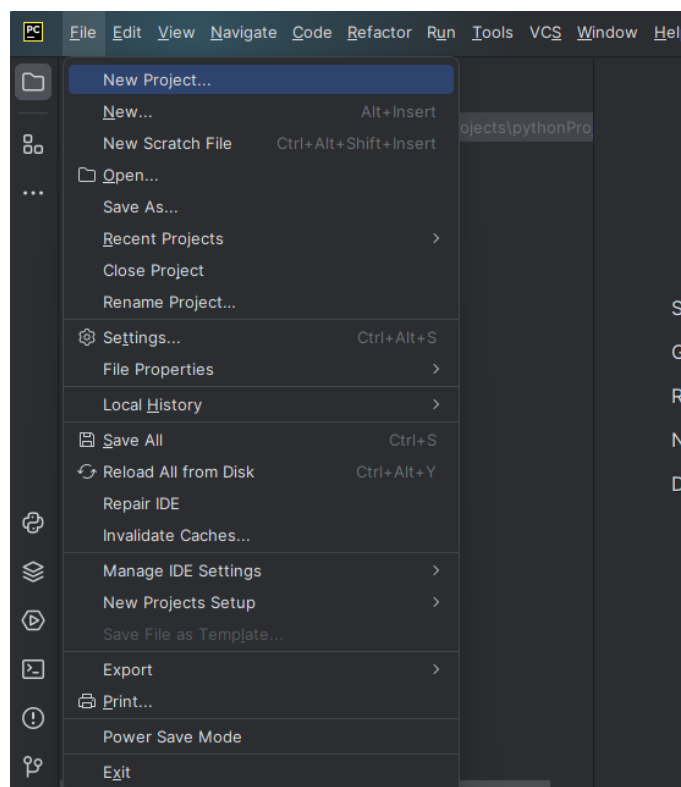 PC File Edit View Navigate Code Refactor Run Tools VCS Window Hel
New Project...
New... Alt+Insert
ojects\pythonPro
New Scratch File Ctrl+Alt+Shift+Insert
Open...
Save As...
Recent Projects
Close Project
Rename Project...
S
Settings... Ctrl+Alt+S
G
File Properties
R
Local History
N
Save All Ctrl+S
Reload All from Disk Ctrl+Alt+Y
D
Repair IDE
Invalidate Caches...
Manage IDE Settings
New Projects Setup
Save File as Template...
Export
Print...
Power Save Mode
Exit